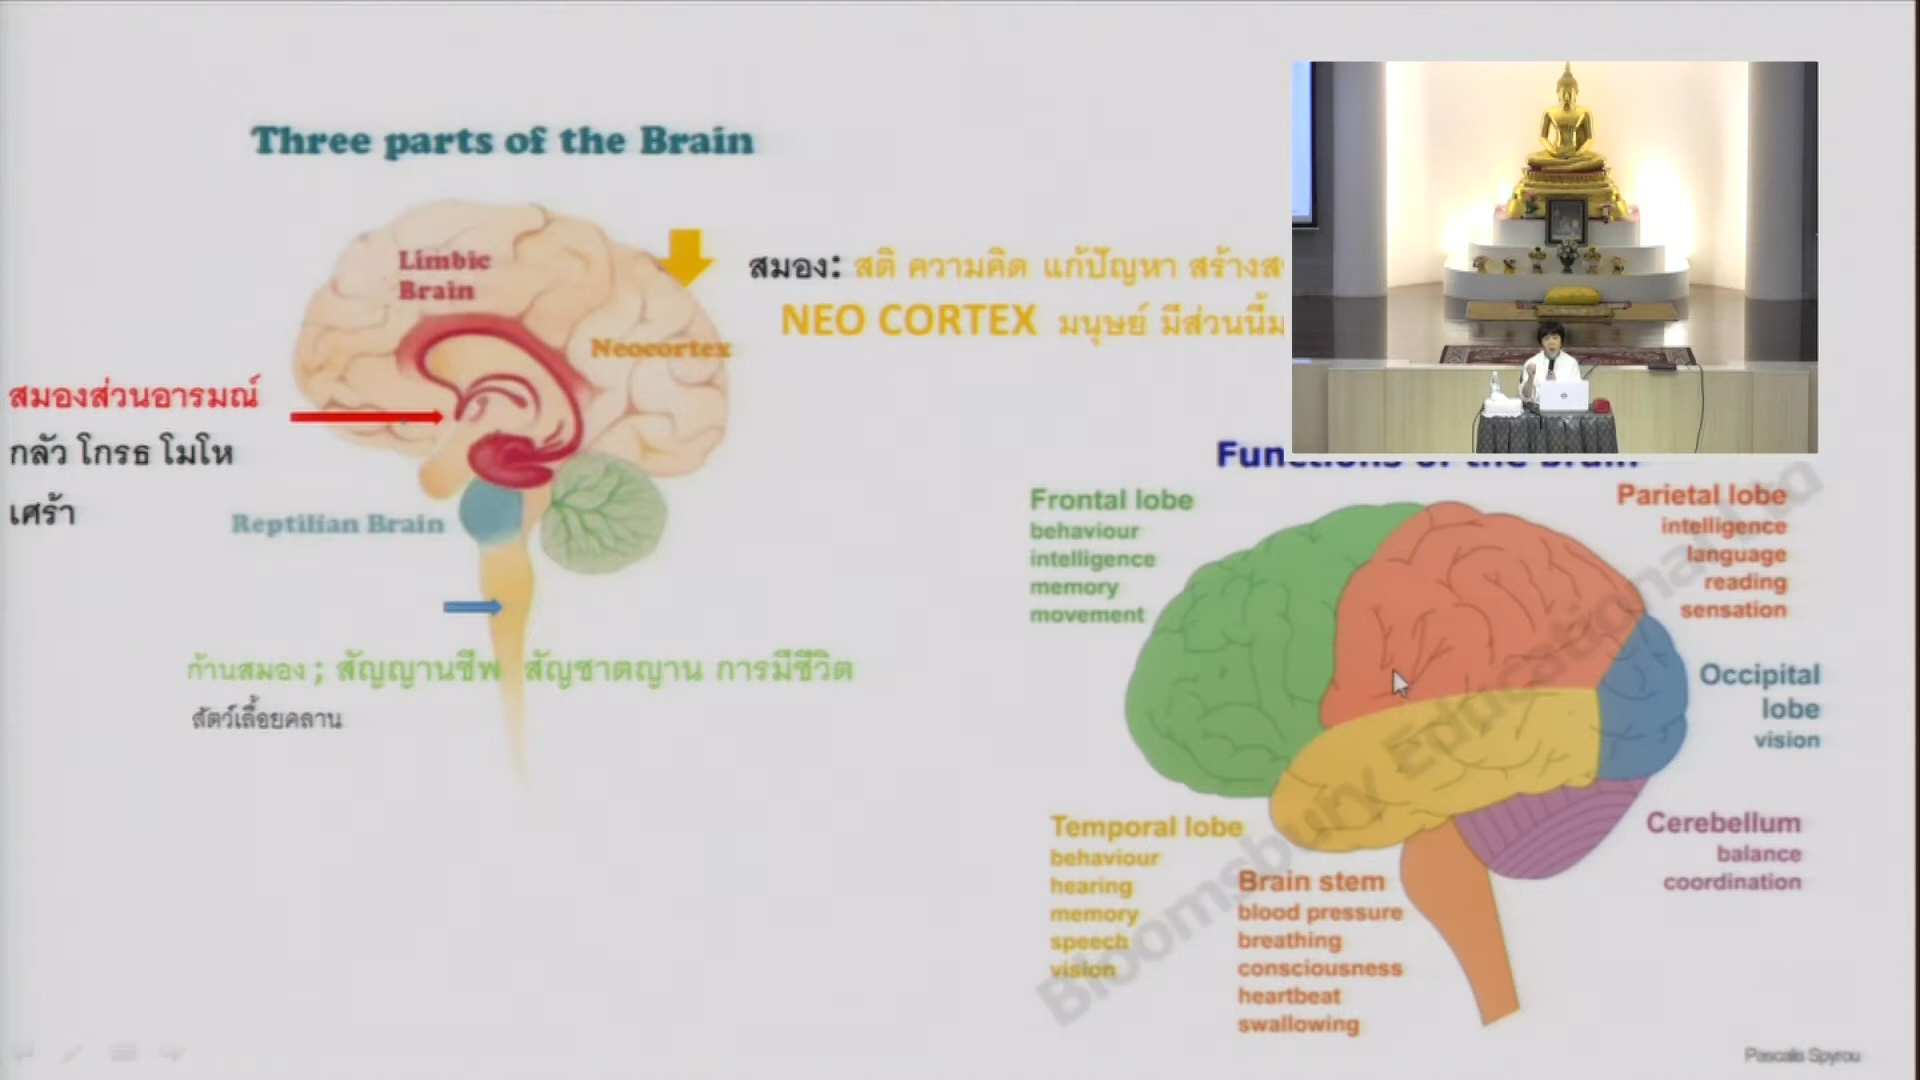 Three parts of the Brain
Limbic
Brain
Neocortex
สมอง: สติ ความคิด แก้ปัญหา
NEO CORTEX มนุษย์ มีส่วนนี้
สมองส่วนอารมณ์
กลัว โกรธ โมโห
เศร้า
Reptilian Brain
ก้านสมอง ; สัญญานชีพ สัญชาตญาน การมีชีวิต
สัตว์เลื้อยคลาน
Functions of the Brain
Frontal lobe
behaviour
intelligence
memory
movement
Parietal lobe
intelligence
language
reading
sensation
Occipital
lobe
vision
Temporal lobe
behaviour
hearing
memory
speech
vision
Brain stem
blood pressure
breathing
consciousness
heartbeat
swallowing
Cerebellum
balance
coordination
Bloomsbury Educational Ltd
Pascalis Spyrou